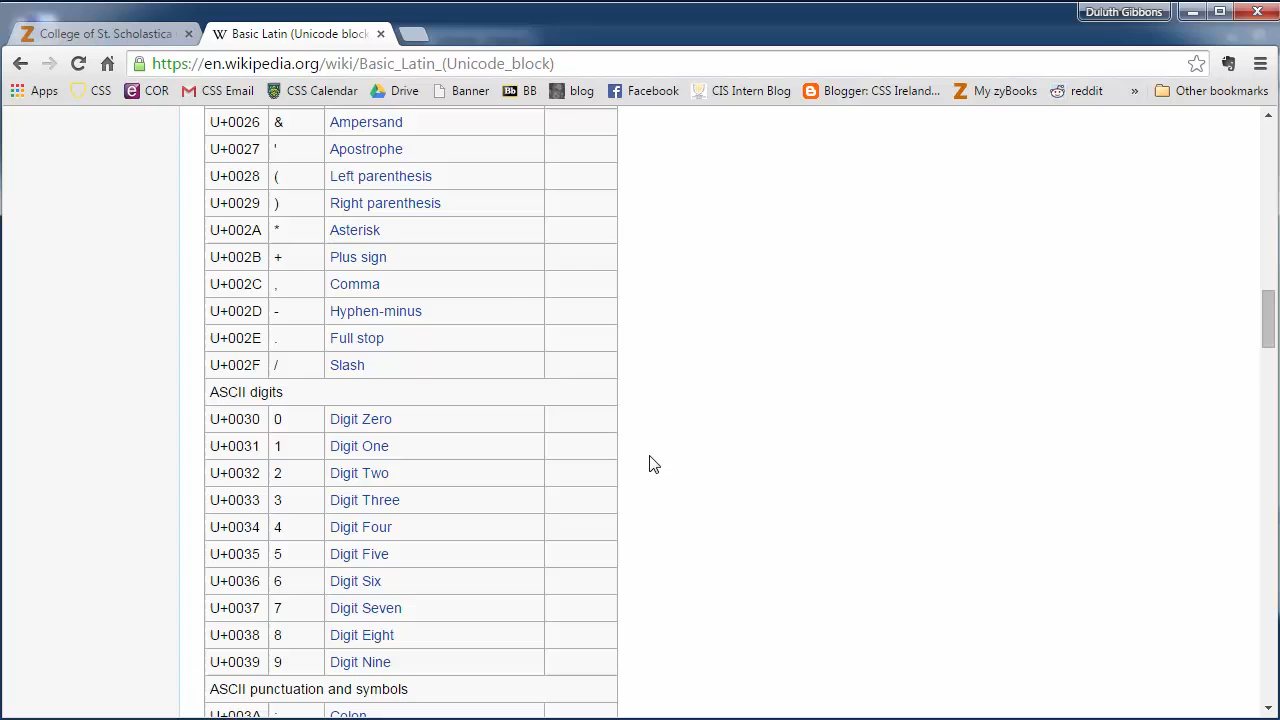 Duluth Gibbons
College of St. Scholastica
Basic Latin (Unicode block
https://en.wikipedia.org/wiki/Basic_Latin_(Unicode_block)
Apps CSS COR CSS Email CSS Calendar Drive Banner BB blog Facebook CIS Intern Blog Blogger: CSS Ireland... My zyBooks reddit » Other bookmarks
U+0026 & Ampersand
U+0027 ' Apostrophe
U+0028 ( Left parenthesis
U+0029 ) Right parenthesis
U+002A * Asterisk
U+002B + Plus sign
U+002C , Comma
U+002D - Hyphen-minus
U+002E . Full stop
U+002F / Slash
ASCII digits
U+0030 0 Digit Zero
U+0031 1 Digit One
U+0032 2 Digit Two
U+0033 3 Digit Three
U+0034 4 Digit Four
U+0035 5 Digit Five
U+0036 6 Digit Six
U+0037 7 Digit Seven
U+0038 8 Digit Eight
U+0039 9 Digit Nine
ASCII punctuation and symbols
U+003A : Colon